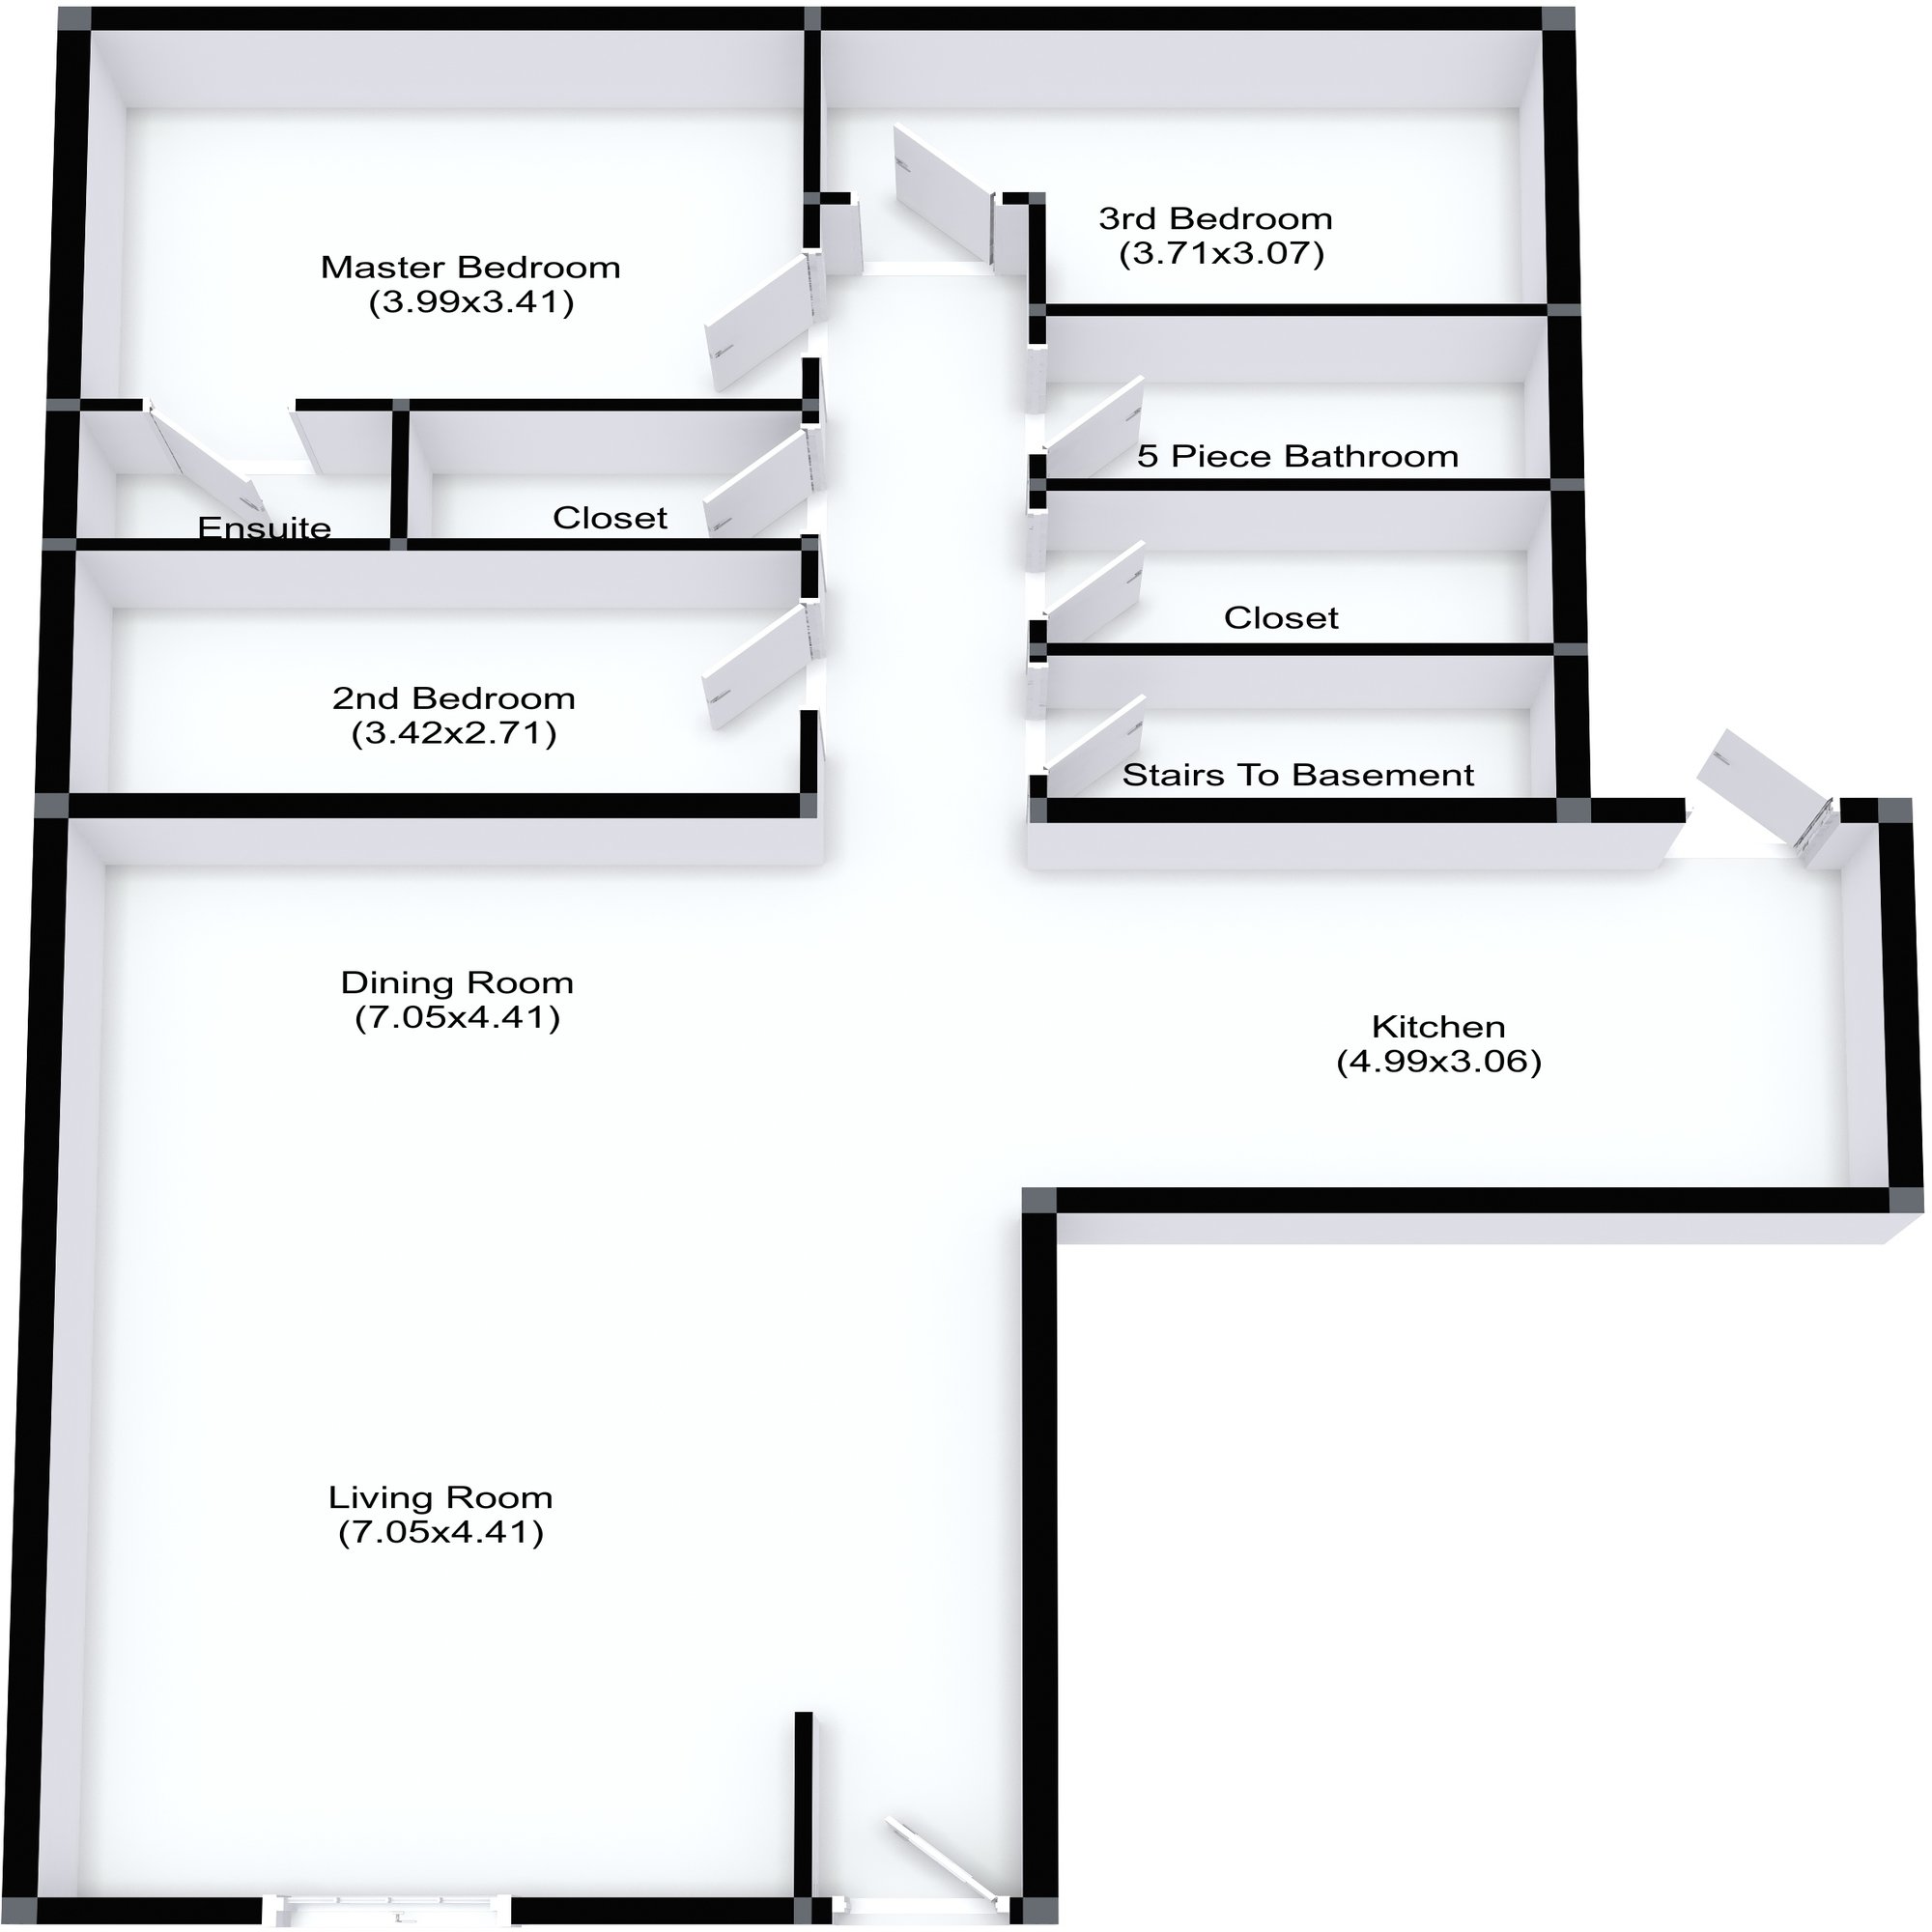 3rd Bedroom
(3.71x3.07)
Master Bedroom
(3.99x3.41)
5 Piece Bathroom
Ensuite
Closet
Closet
2nd Bedroom
(3.42x2.71)
Stairs To Basement
Dining Room
(7.05x4.41)
Kitchen
(4.99x3.06)
Living Room
(7.05x4.41)